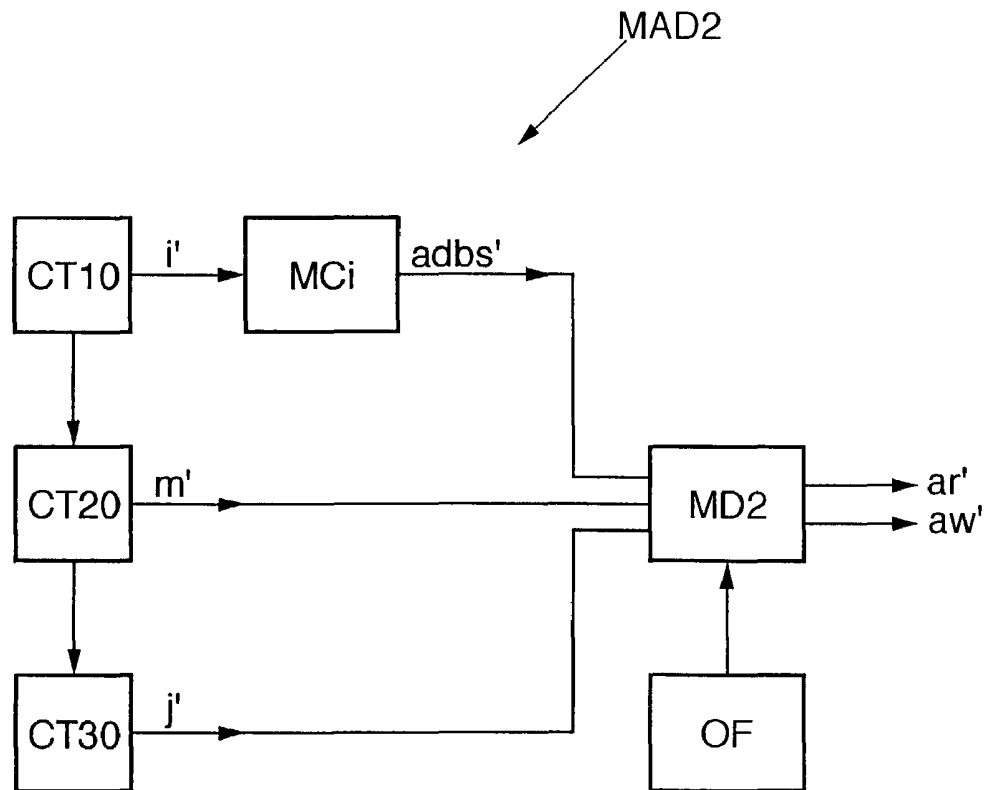 MAD2
CT10
i'
MCi
adbs'
CT20
m'
MD2
ar'
aw'
CT30
j'
OF